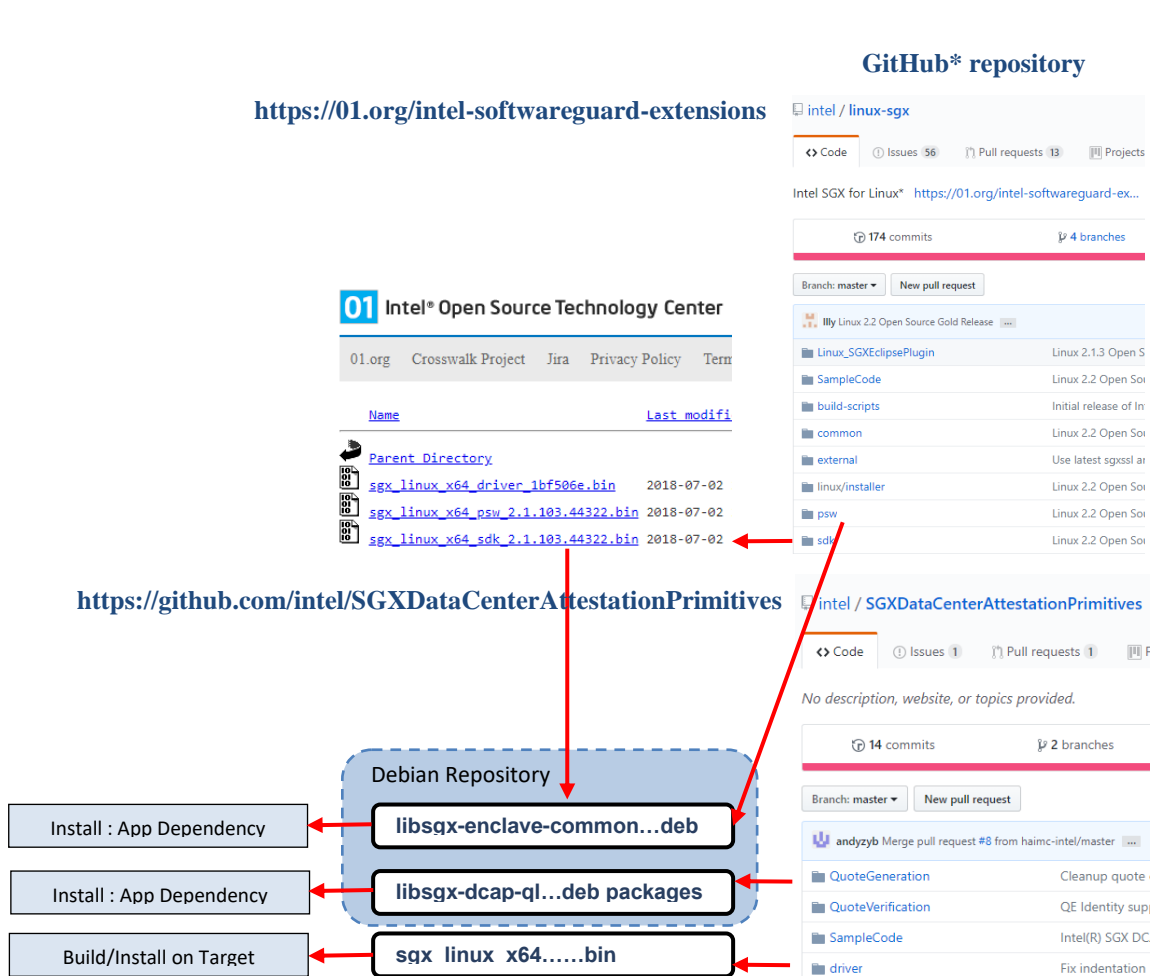 GitHub* repository
https://01.org/intel-softwareguard-extensions
intel / linux-sgx
Code
Issues 56
Pull requests 13
Projects
Intel SGX for Linux* https://01.org/intel-softwareguard-ex...
174 commits
4 branches
Branch: master
New pull request
Illy Linux 2.2 Open Source Gold Release ...
Linux_SGXEclipsePlugin Linux 2.1.3 Open S
SampleCode Linux 2.2 Open Sou
build-scripts Initial release of In
common Linux 2.2 Open Sou
external Use latest sgxssl an
linux/installer Linux 2.2 Open Sou
psw Linux 2.2 Open Sou
sdk Linux 2.2 Open Sou
01 Intel® Open Source Technology Center
01.org Crosswalk Project Jira Privacy Policy Term
Name Last modifi
Parent Directory
sgx_linux_x64_driver_1bf506e.bin 2018-07-02
sgx_linux_x64_psw_2.1.103.44322.bin 2018-07-02
sgx_linux_x64_sdk_2.1.103.44322.bin 2018-07-02
https://github.com/intel/SGXDataCenterAttestationPrimitives
intel / SGXDataCenterAttestationPrimitives
Code
Issues 1
Pull requests 1
P
No description, website, or topics provided.
14 commits
2 branches
Branch: master
New pull request
andyzyb Merge pull request #8 from haimc-intel/master ...
QuoteGeneration Cleanup quote
QuoteVerification QE Identity sup
SampleCode Intel(R) SGX DC
driver Fix indentation
Debian Repository
libsgx-enclave-common...deb
libsgx-dcap-ql...deb packages
sgx_linux_x64......bin
Install : App Dependency
Install : App Dependency
Build/Install on Target